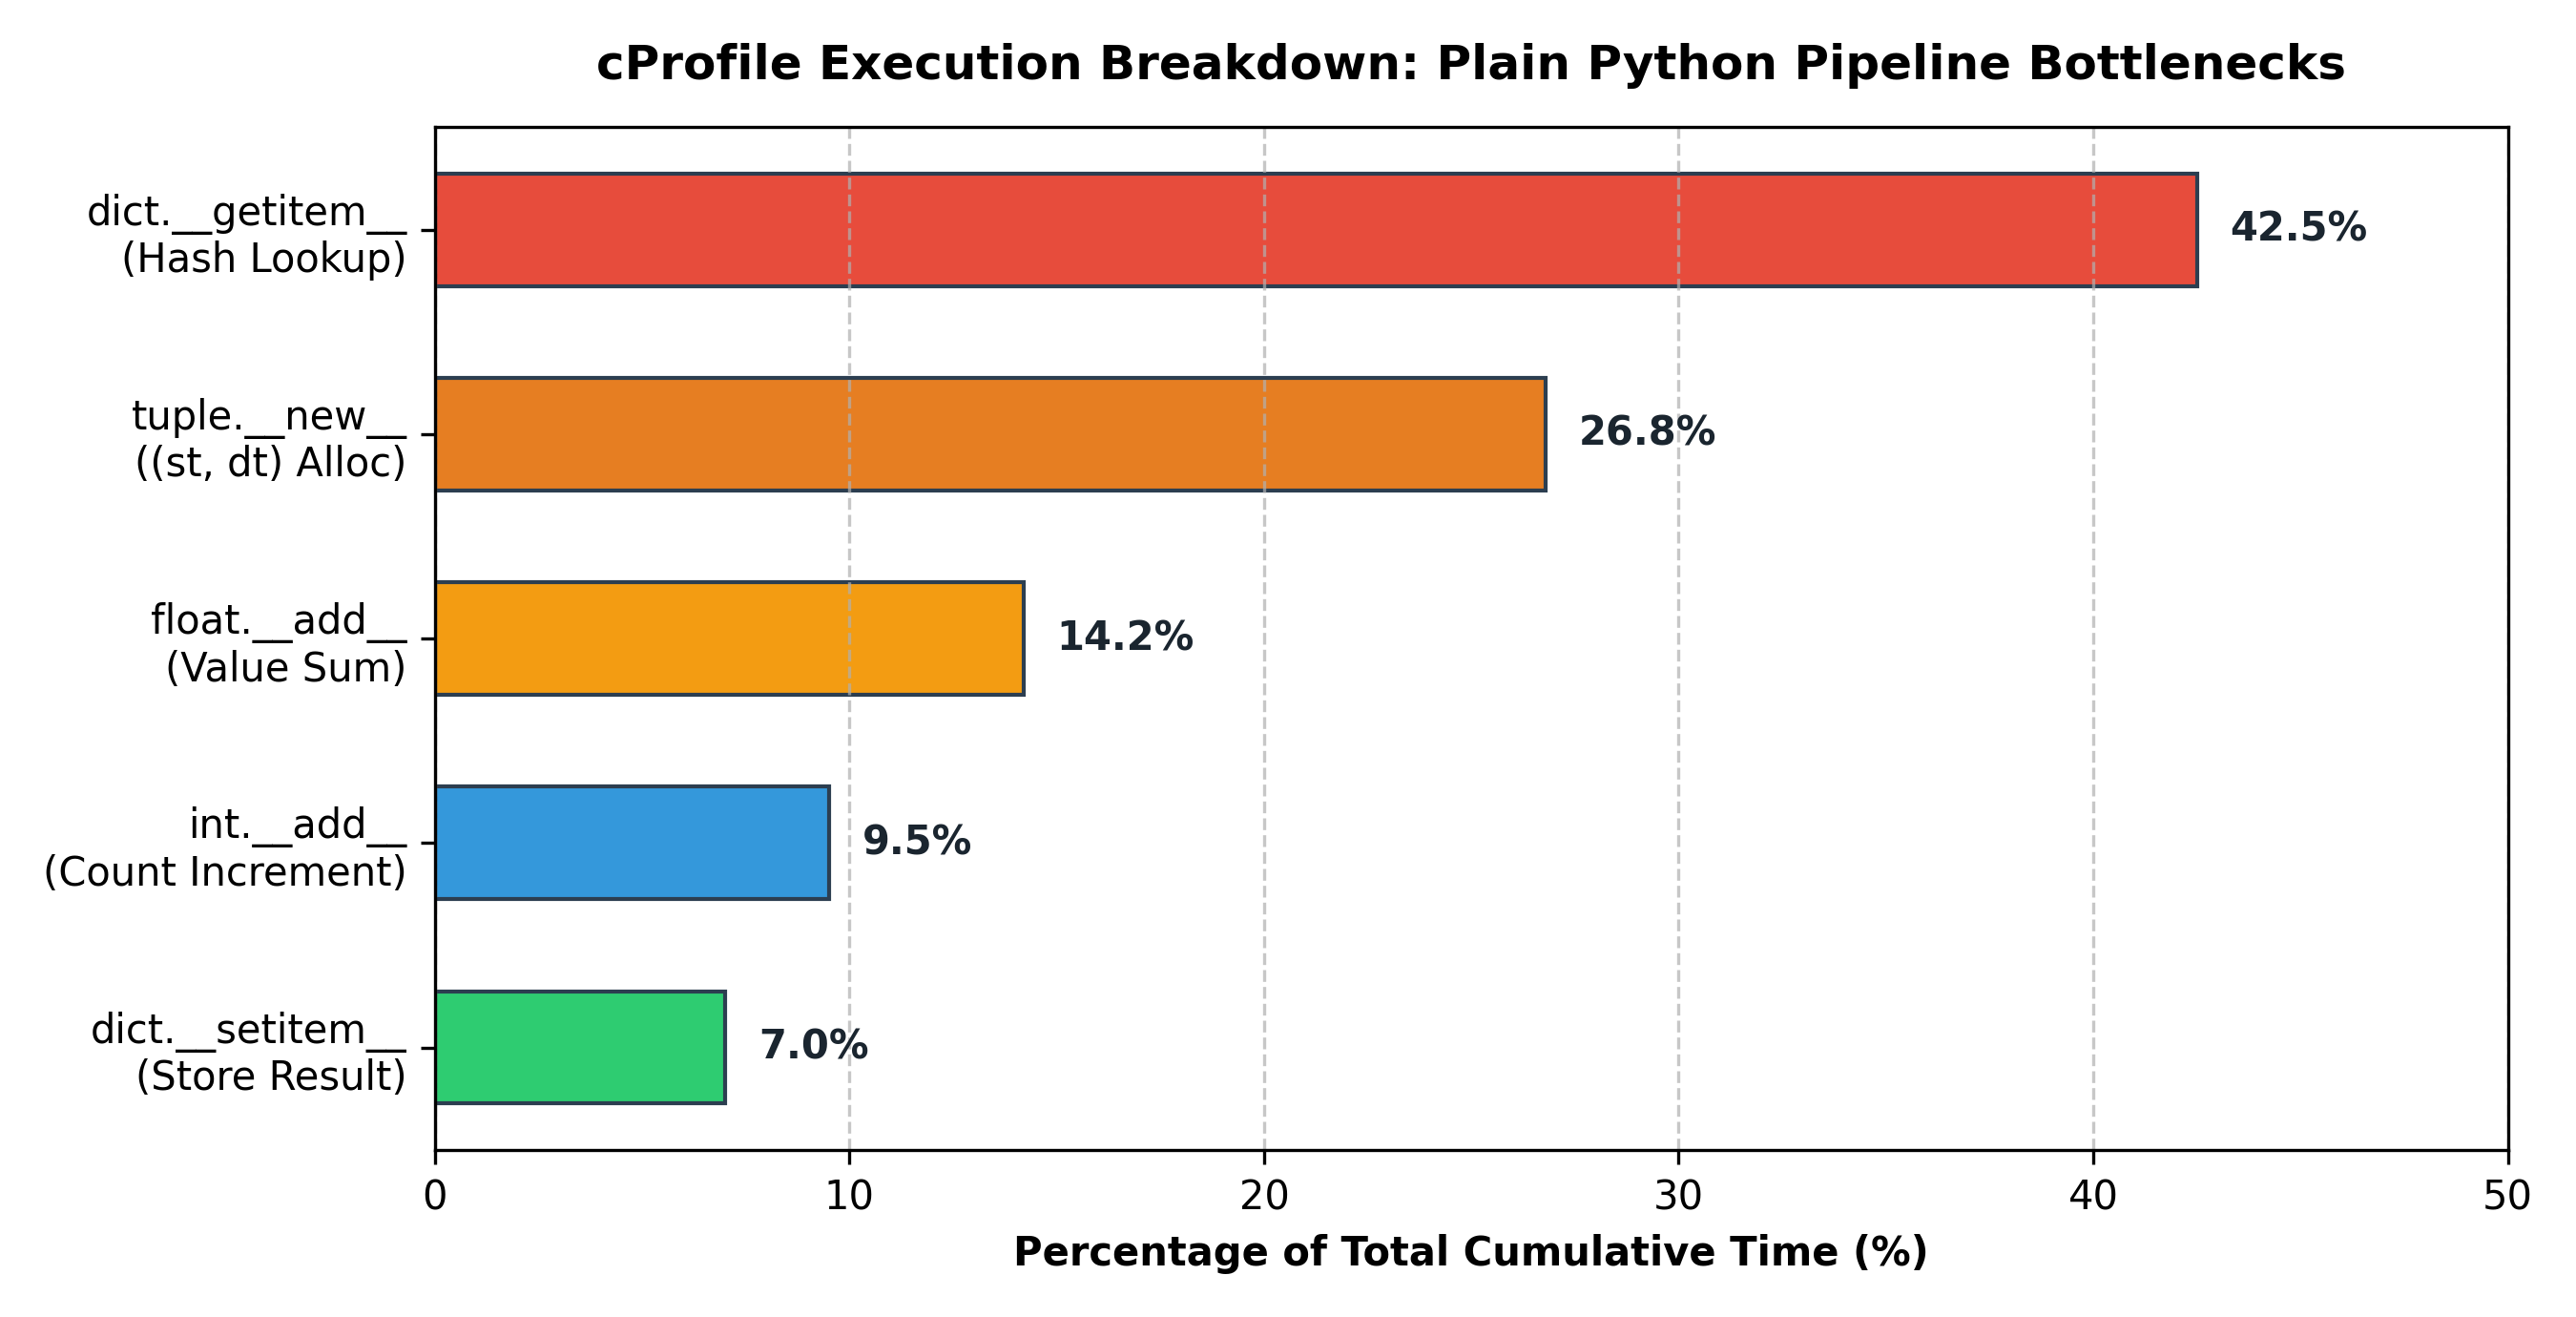 cProfile Execution Breakdown: Plain Python Pipeline Bottlenecks
dict.__getitem__
(Hash Lookup)
42.5%
tuple.__new__
((st, dt) Alloc)
26.8%
float.__add__
(Value Sum)
14.2%
int.__add__
(Count Increment)
9.5%
dict.__setitem__
(Store Result)
7.0%
0 10 20 30 40 50
Percentage of Total Cumulative Time (%)